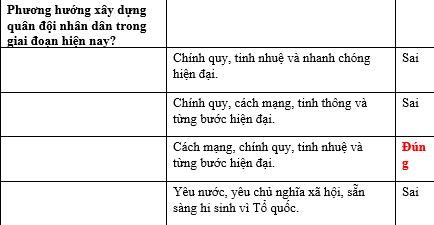 Phương hướng xây dựng
quân đội nhân dân trong
giai đoạn hiện nay?
Chính quy, tinh nhuệ và nhanh chóng Sai
hiện đại.
Chính quy, cách mạng, tinh thông và Sai
từng bước hiện đại.
Cách mạng, chính quy, tinh nhuệ và Đún
từng bước hiện đại. g
Yêu nước, yêu chủ nghĩa xã hội, sẵn Sai
sàng hi sinh vì Tổ quốc.